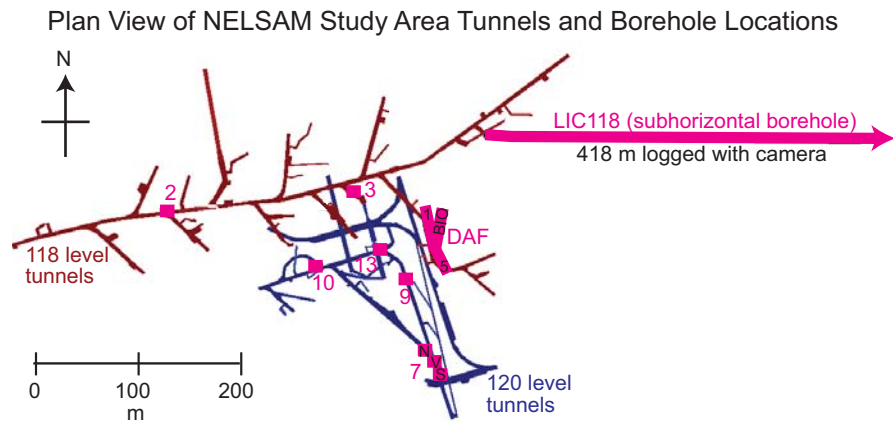 Plan View of NELSAM Study Area Tunnels and Borehole Locations
N
LIC118 (subhorizontal borehole)
418 m logged with camera
2
3
1
BIO
DAF
5
118 level
tunnels
13
10
9
N
V
S
7
120 level
tunnels
0
100
200
m